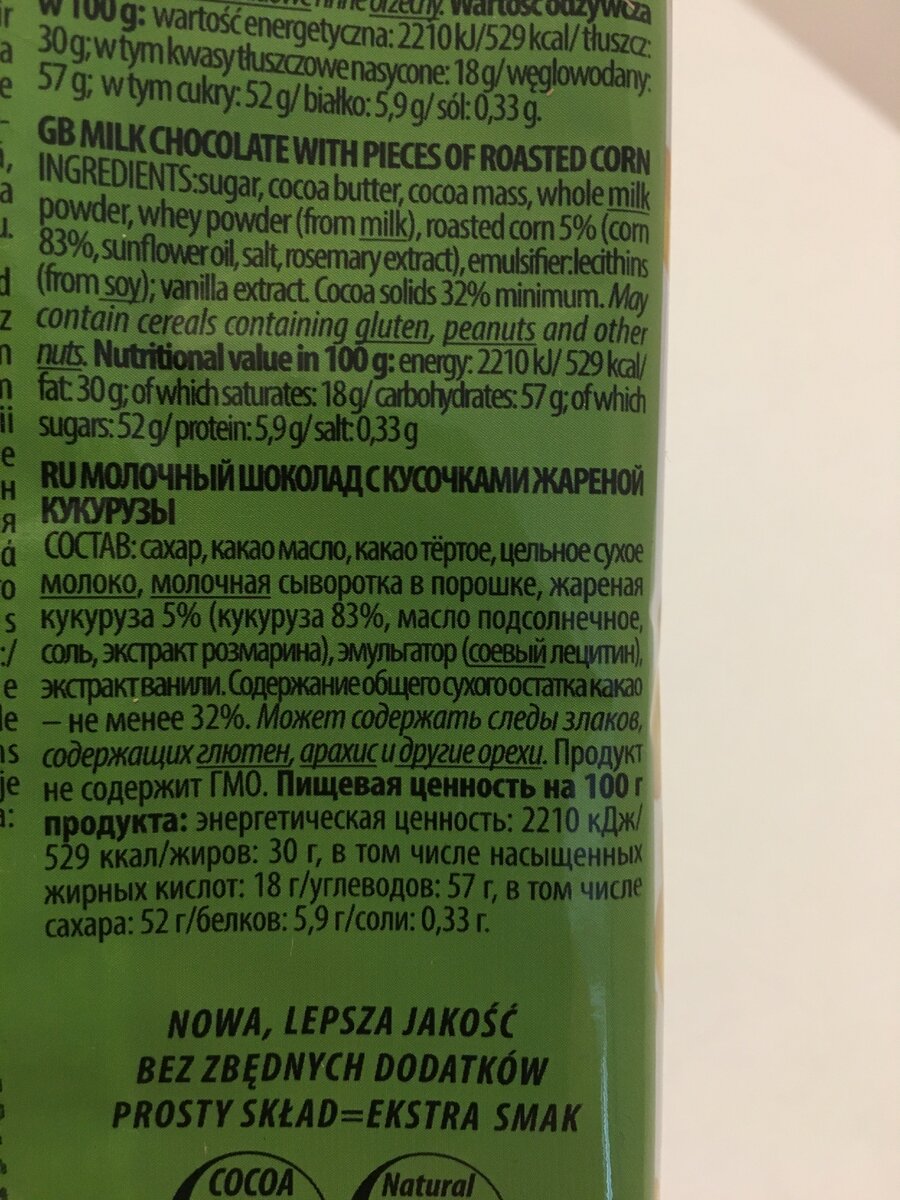 w 100 g: wartość energetyczna: 2210 kJ/529 kcal/ tłuszcz:
30 g; w tym kwasy tłuszczowe nasycone: 18 g/ węglowodany:
57 g; w tym cukry: 52 g/ białko: 5,9 g/ sól: 0,33 g.
GB MILK CHOCOLATE WITH PIECES OF ROASTED CORN
INGREDIENTS:sugar, cocoa butter, cocoa mass, whole milk
powder, whey powder (from milk), roasted corn 5% (corn
83%, sunflower oil, salt, rosemary extract), emulsifier:lecithins
(from soy); vanilla extract. Cocoa solids 32% minimum. May
contain cereals containing gluten, peanuts and other
nuts. Nutritional value in 100 g: energy: 2210 kJ/ 529 kcal/
fat: 30 g; of which saturates: 18 g/ carbohydrates: 57 g; of which
sugars: 52 g/ protein: 5,9 g/ salt: 0,33 g
RU МОЛОЧНЫЙ ШОКОЛАД С КУСОЧКАМИ ЖАРЕНОЙ
КУКУРУЗЫ
СОСТАВ: сахар, какао масло, какао тёртое, цельное сухое
молоко, молочная сыворотка в порошке, жареная
кукуруза 5% (кукуруза 83%, масло подсолнечное,
соль, экстракт розмарина), эмульгатор (соевый лецитин),
экстракт ванили. Содержание общего сухого остатка какао
– не менее 32%. Может содержать следы злаков,
содержащих глютен, арахис и другие орехи. Продукт
не содержит ГМО. Пищевая ценность на 100 г
продукта: энергетическая ценность: 2210 кДж/
529 ккал/жиров: 30 г, в том числе насыщенных
жирных кислот: 18 г/углеводов: 57 г, в том числе
сахара: 52 г/белков: 5,9 г/соли: 0,33 г.
NOWA, LEPSZA JAKOŚĆ
BEZ ZBĘDNYCH DODATKÓW
PROSTY SKŁAD=EKSTRA SMAK
COCOA
Natural